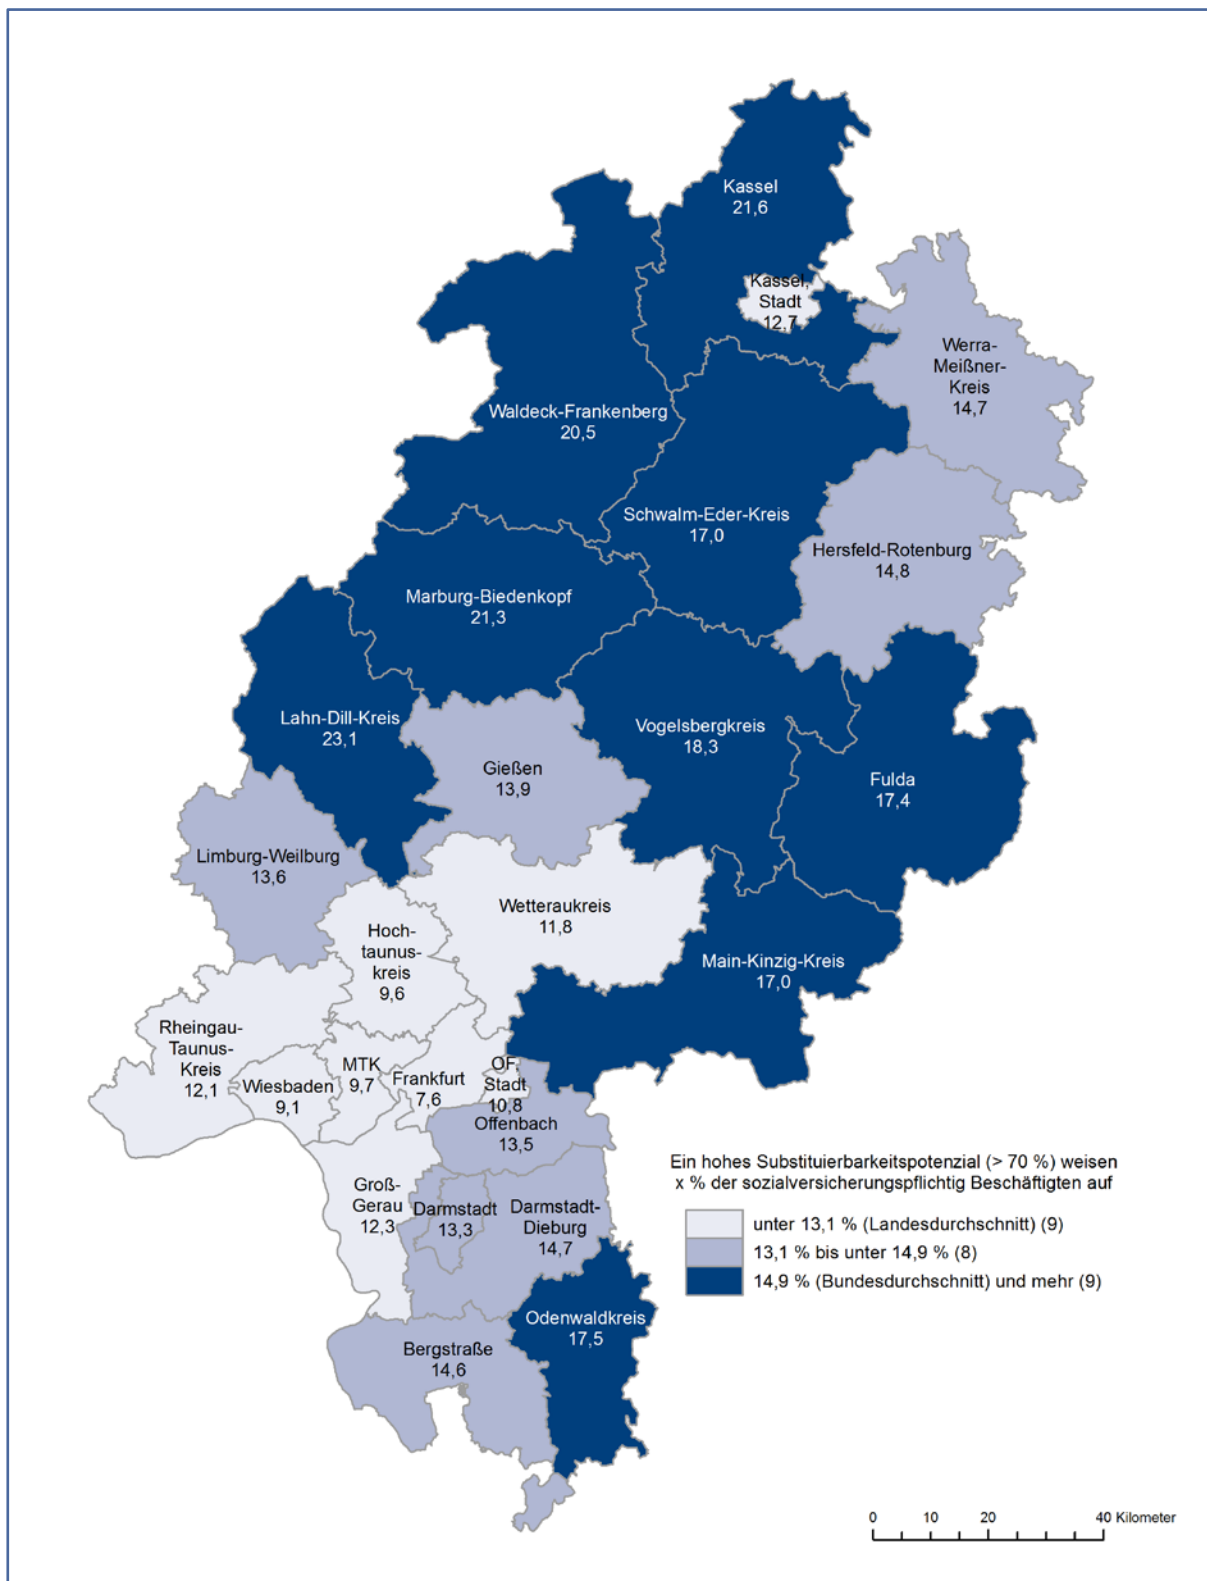 Kassel
21,6
Kassel,
Stadt
12,7
Werra-
Meißner-
Kreis
14,7
Waldeck-Frankenberg
20,5
Schwalm-Eder-Kreis
17,0
Hersfeld-Rotenburg
14,8
Marburg-Biedenkopf
21,3
Lahn-Dill-Kreis
23,1
Vogelsbergkreis
18,3
Gießen
13,9
Fulda
17,4
Limburg-Weilburg
13,6
Wetteraukreis
11,8
Hoch-
taunus-
kreis
9,6
Main-Kinzig-Kreis
17,0
Rheingau-
Taunus-
Kreis
12,1
Wiesbaden
9,1
MTK
9,7
Frankfurt
7,6
OF,
Stadt
10,8
Offenbach
13,5
Groß-
Gerau
12,3
Darmstadt
13,3
Darmstadt-
Dieburg
14,7
Odenwaldkreis
17,5
Bergstraße
14,6
Ein hohes Substituierbarkeitspotenzial (> 70 %) weisen
x % der sozialversicherungspflichtig Beschäftigten auf
unter 13,1 % (Landesdurchschnitt) (9)
13,1 % bis unter 14,9 % (8)
14,9 % (Bundesdurchschnitt) und mehr (9)
0 10 20 40 Kilometer